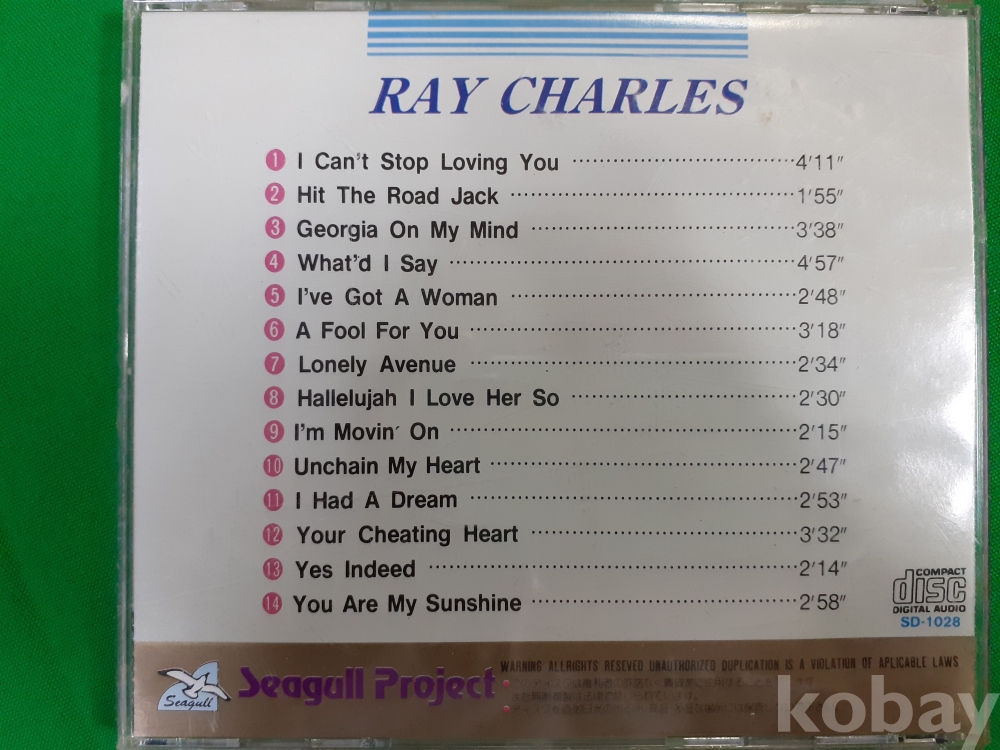 RAY CHARLES
1 I Can't Stop Loving You 4'11"
2 Hit The Road Jack 1'55"
3 Georgia On My Mind 3'38"
4 What'd I Say 4'57"
5 I've Got A Woman 2'48"
6 A Fool For You 3'18"
7 Lonely Avenue 2'34"
8 Hallelujah I Love Her So 2'30"
9 I'm Movin' On 2'15"
10 Unchain My Heart 2'47"
11 I Had A Dream 2'53"
12 Your Cheating Heart 3'32"
13 Yes Indeed 2'14"
14 You Are My Sunshine 2'58"
COMPACT
disc
DIGITAL AUDIO
SD-1028
Seagull
Seagull Project
WARNING ALLRIGHTS RESEVED UNAUTHORIZED DUPLICATION IS A VIOLATION OF APLICABLE LAWS
kobay